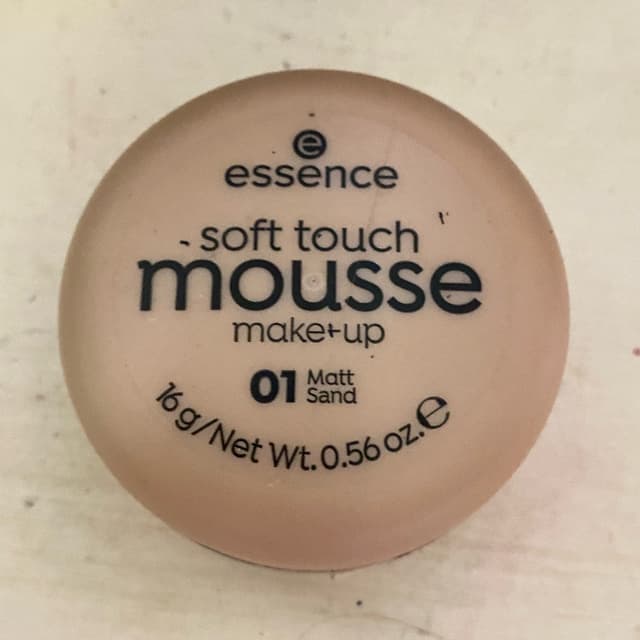 e
essence
soft touch
mousse
make-up
01 Matt
Sand
16 g/Net Wt. 0.56 oz. ℮